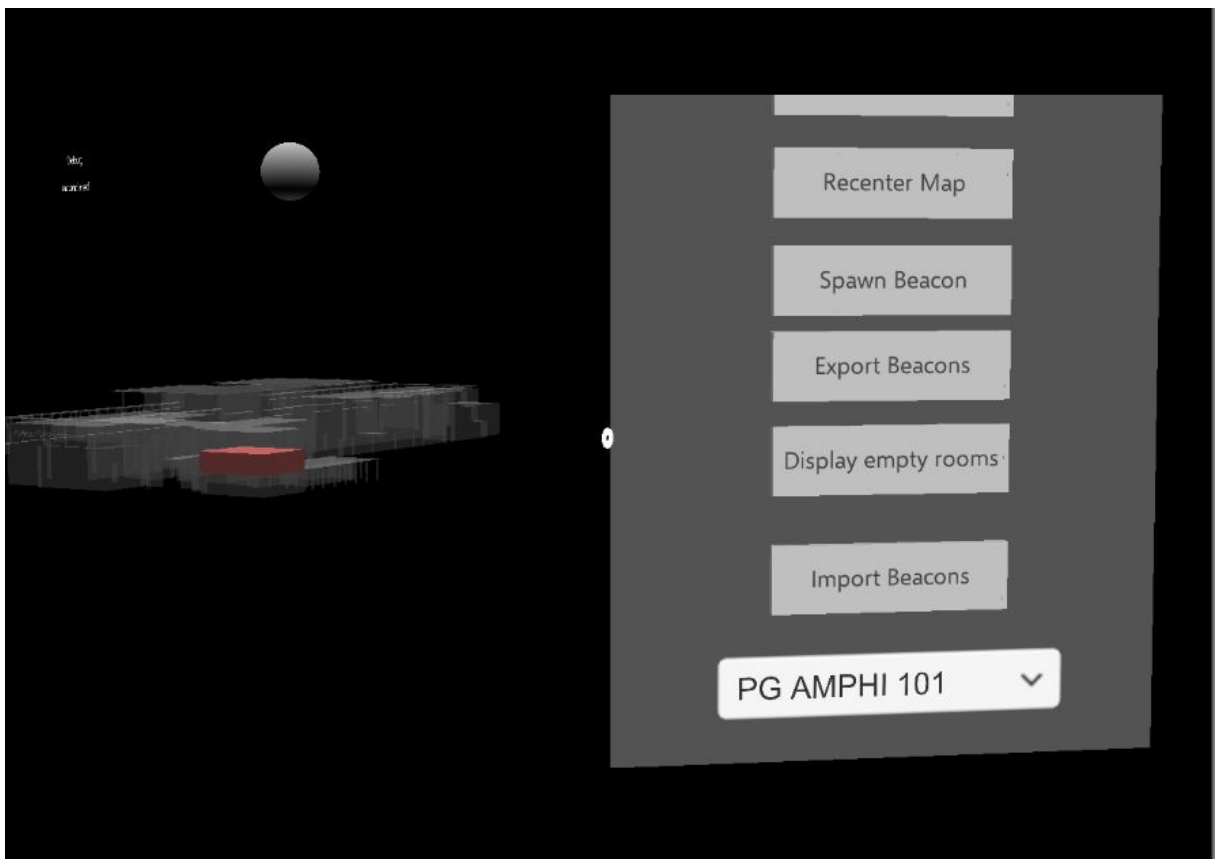 Recenter Map
Spawn Beacon
Export Beacons
Display empty rooms
Import Beacons
PG AMPHI 101